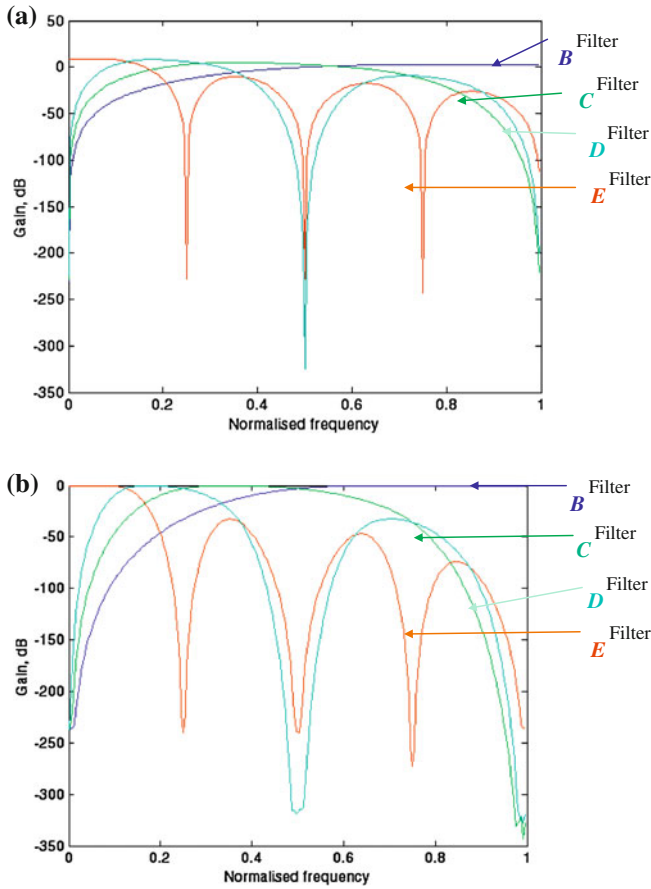 (a)
50
0
-50
-100
-150
-200
-250
-300
-350
Gain, dB
0
0.2
0.4
0.6
0.8
1
Normalised frequency
Filter
B
Filter
C
Filter
D
Filter
E
(b)
0
-50
-100
-150
-200
-250
-300
-350
Gain, dB
0
0.2
0.4
0.6
0.8
1
Normalised frequency
Filter
B
Filter
C
Filter
D
Filter
E